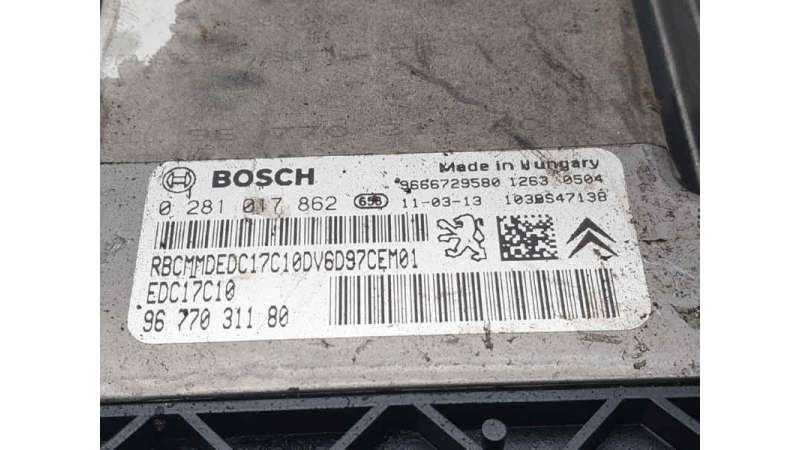 BOSCH
Made in Hungary
9666729580 1263 0504
0 281 017 862 658 11-03-13 1039S47138
RBCMMDEDC17C10DV6D97CEM01
EDC17C10
96 770 311 80